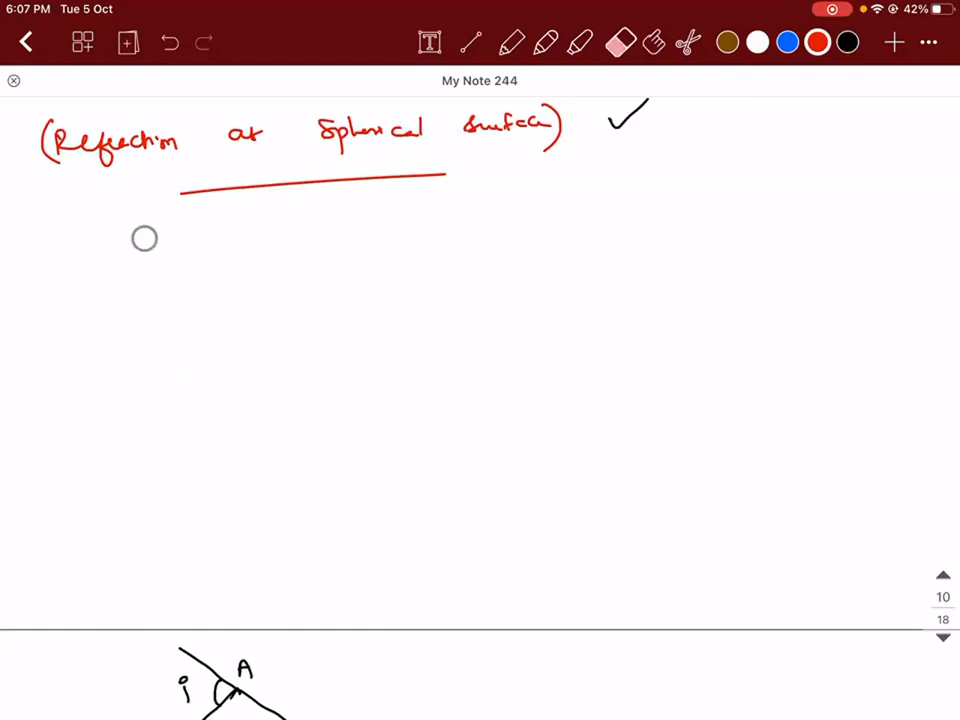 6:07 PM Tue 5 Oct 42%
My Note 244
(Refraction at Spherical surface)
10
18
A
i